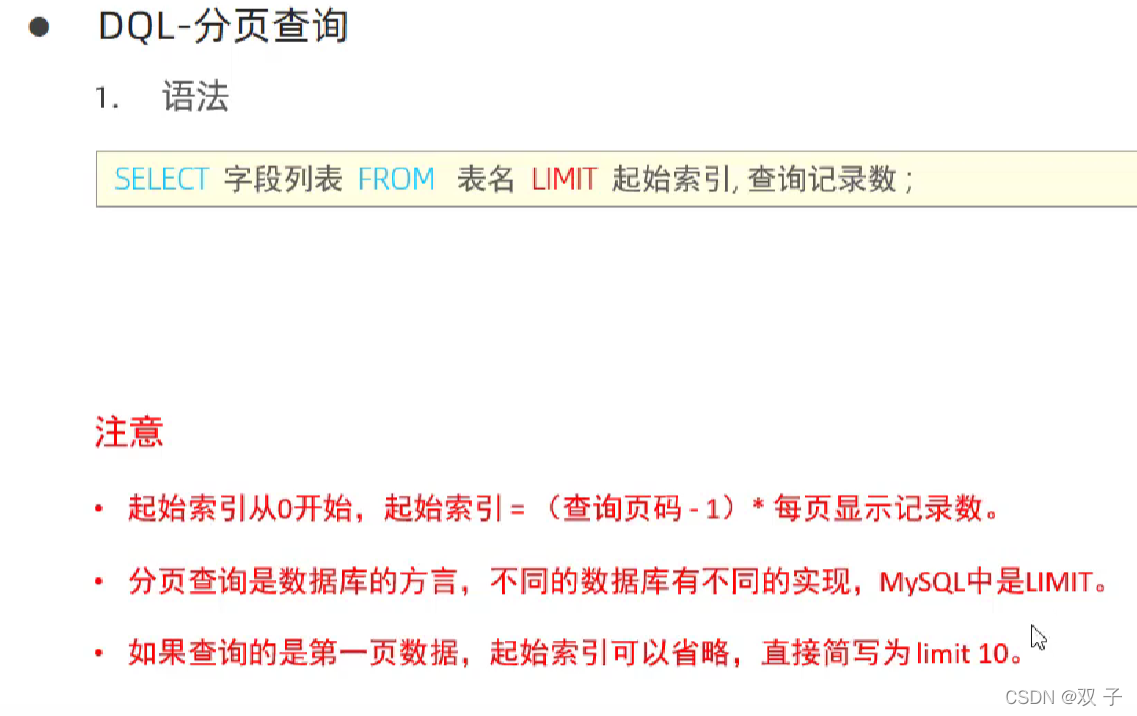 ● DQL-分页查询
1. 语法
SELECT 字段列表 FROM 表名 LIMIT 起始索引, 查询记录数 ;
注意
• 起始索引从0开始，起始索引 = （查询页码 - 1）* 每页显示记录数。
• 分页查询是数据库的方言，不同的数据库有不同的实现，MySQL中是LIMIT。
• 如果查询的是第一页数据，起始索引可以省略，直接简写为 limit 10。
CSDN @双 子